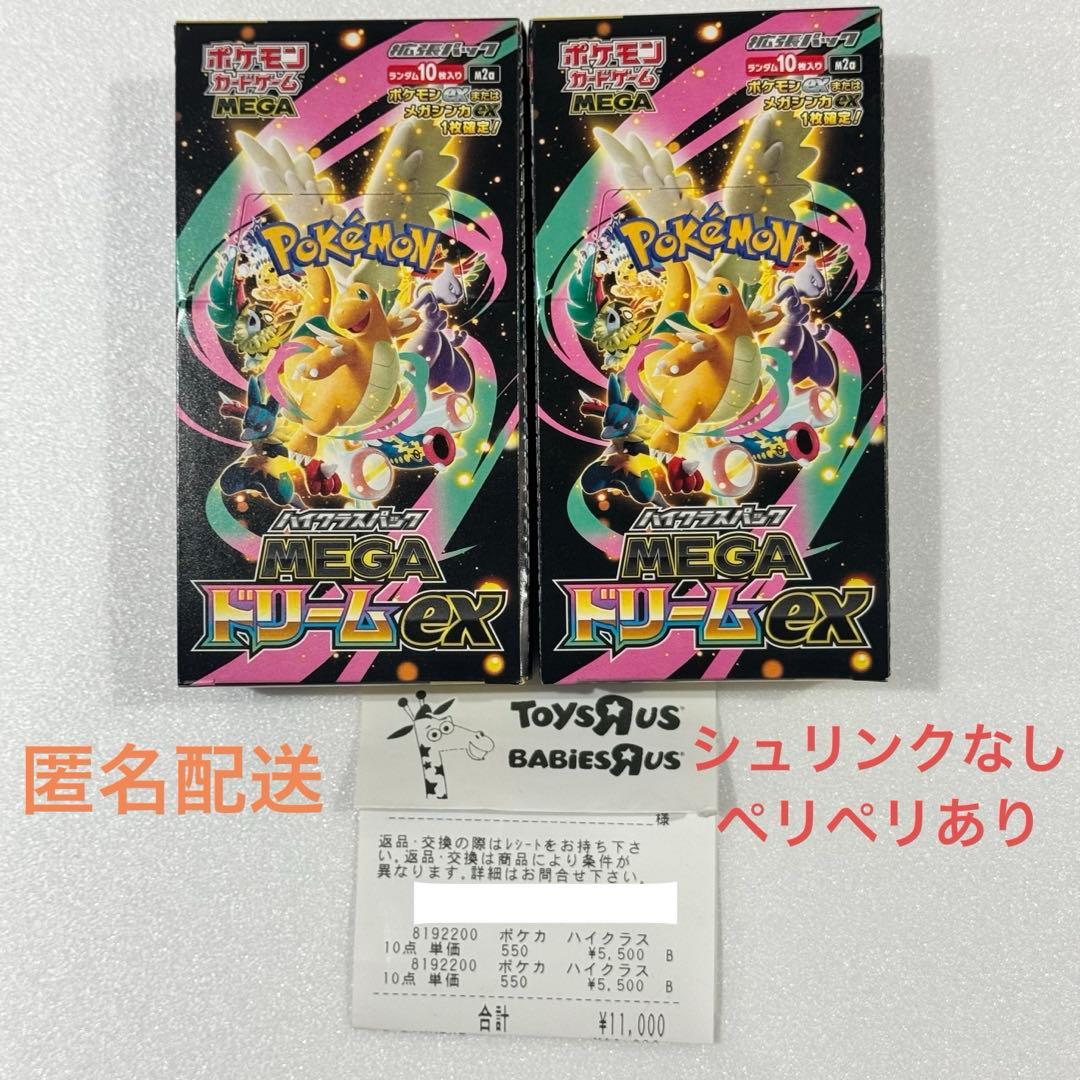 ポケモン
カードゲーム
MEGA
拡張パック
ランダム10枚入り M2a
ポケモンexまたは
メガシンカex
1枚確定!
POKéMON
ハイクラスパック
MEGA
ドリームex
ポケモン
カードゲーム
MEGA
拡張パック
ランダム10枚入り M2a
ポケモンexまたは
メガシンカex
1枚確定!
POKéMON
ハイクラスパック
MEGA
ドリームex
匿名配送
シュリンクなし
ペリペリあり
TOYSЯUS
BABIESЯUS
様
返品・交換の際はレシートをお持ち下さ
い。返品・交換は商品により条件が
異なります。詳細はお問合せ下さい。
8192200 ポケカ ハイクラス
10点 単価 550 ¥5,500 B
8192200 ポケカ ハイクラス
10点 単価 550 ¥5,500 B
合計 ¥11,000